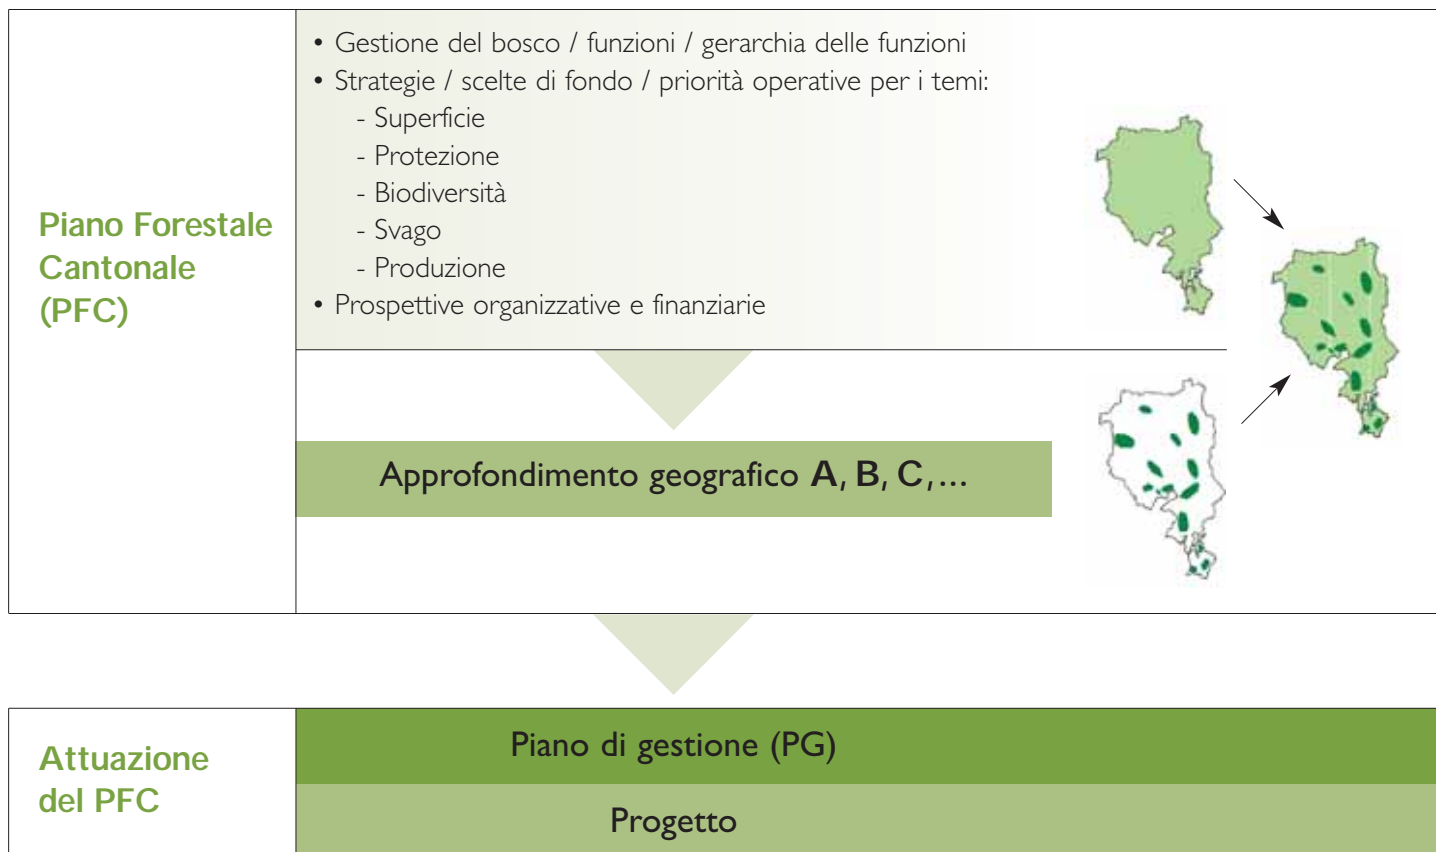 Piano Forestale
Cantonale
(PFC)
• Gestione del bosco / funzioni / gerarchia delle funzioni
• Strategie / scelte di fondo / priorità operative per i temi:
- Superficie
- Protezione
- Biodiversità
- Svago
- Produzione
• Prospettive organizzative e finanziarie
Approfondimento geografico A, B, C,...
Attuazione
del PFC
Piano di gestione (PG)
Progetto